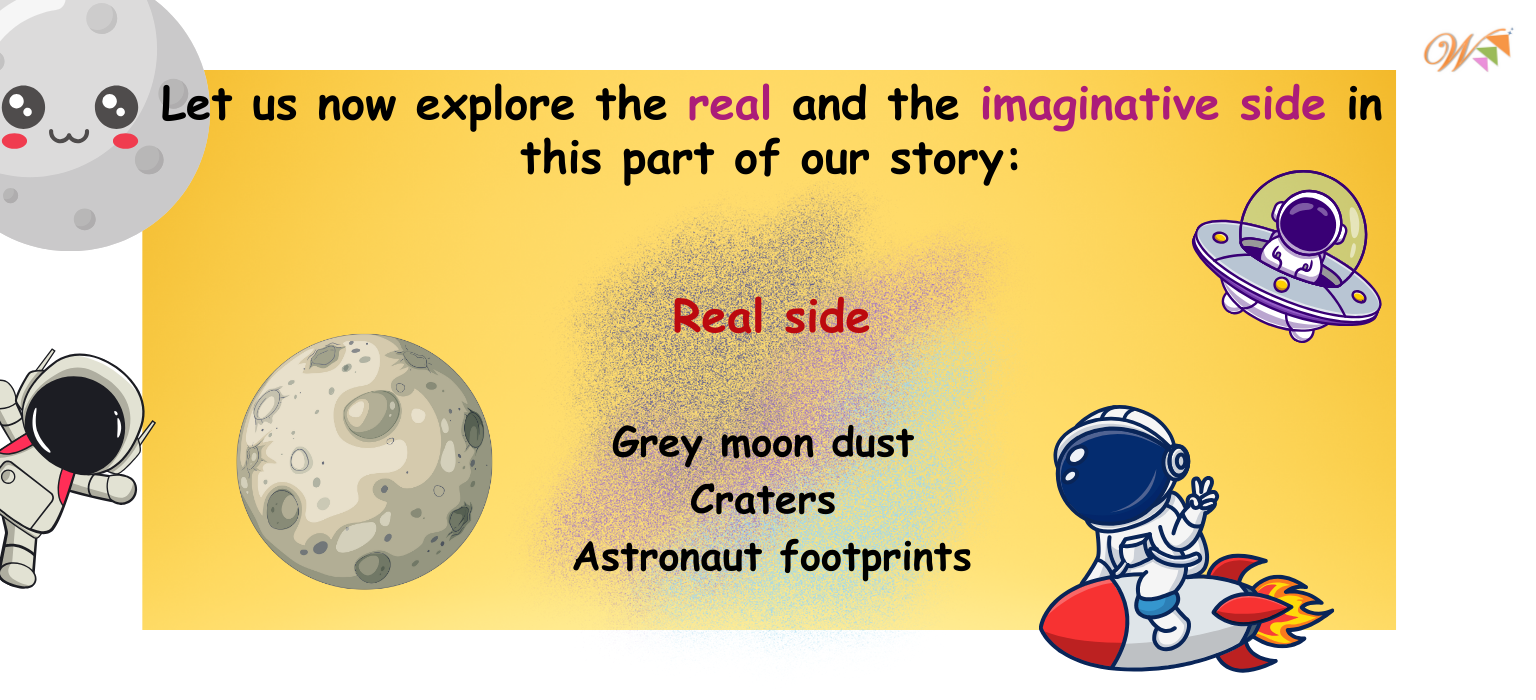 Let us now explore the real and the imaginative side in
this part of our story:
Real side
Grey moon dust
Craters
Astronaut footprints
W